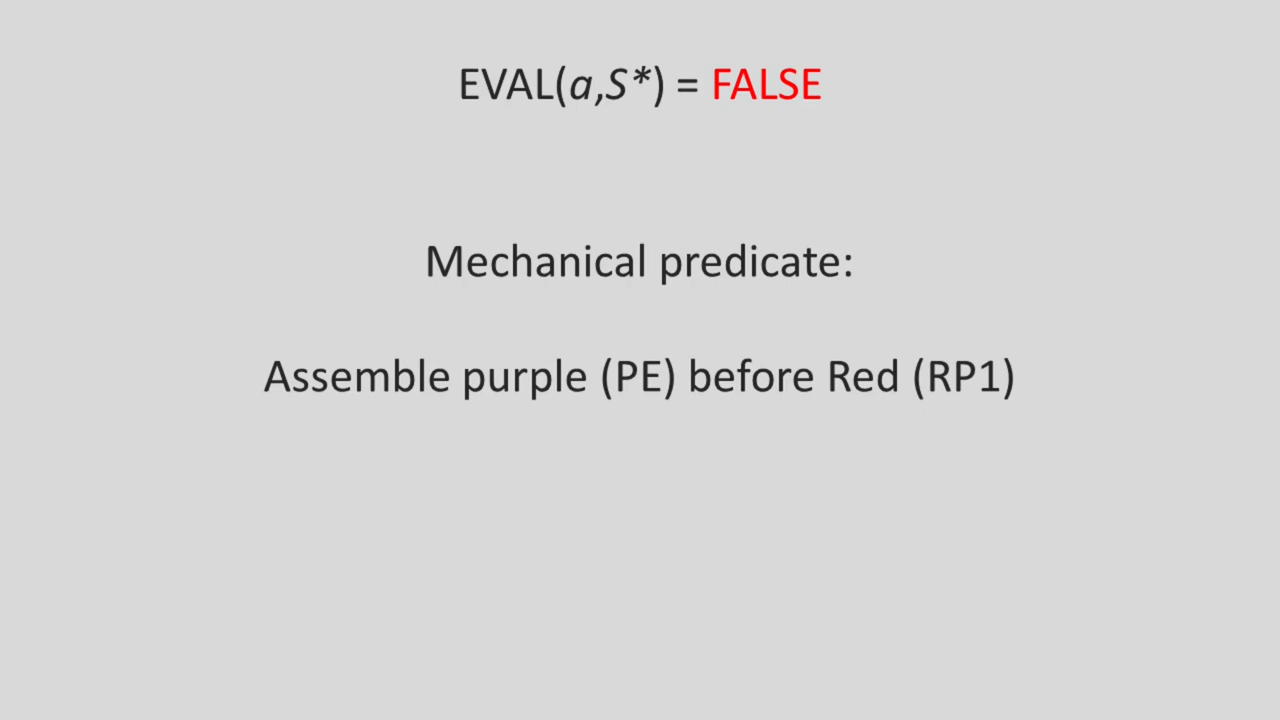 EVAL(a,S*) = FALSE
Mechanical predicate:
Assemble purple (PE) before Red (RP1)